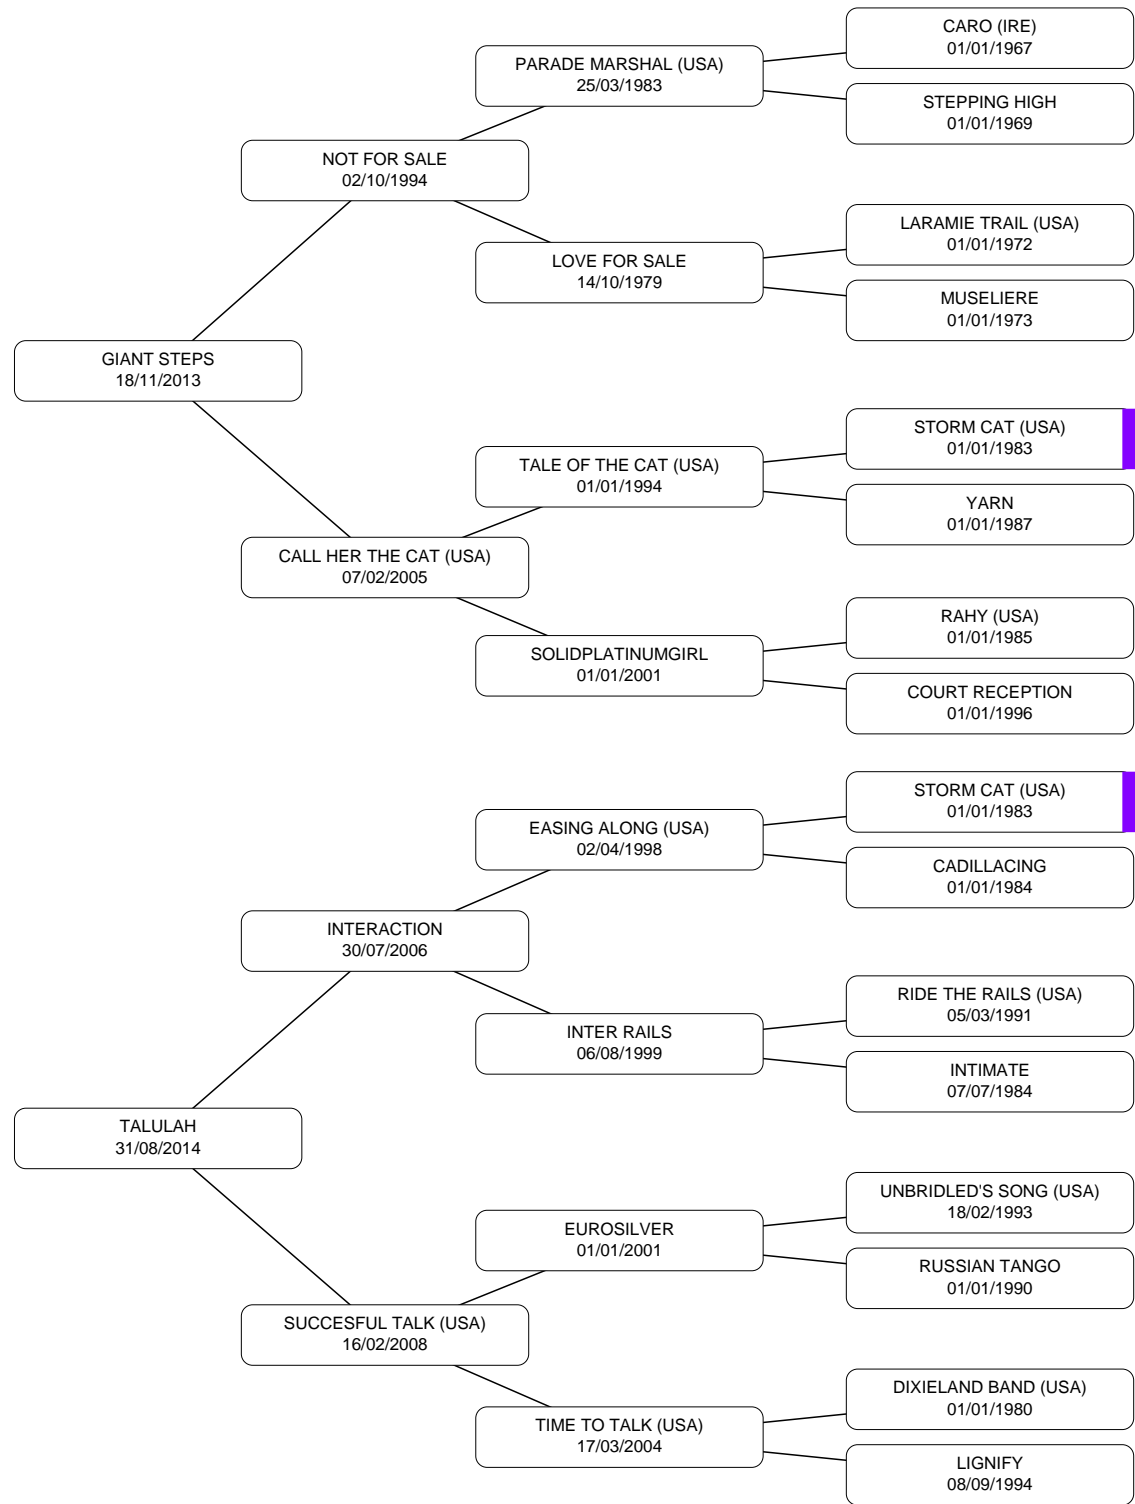 CARO (IRE)
01/01/1967
PARADE MARSHAL (USA)
25/03/1983
STEPPING HIGH
01/01/1969
NOT FOR SALE
02/10/1994
LARAMIE TRAIL (USA)
01/01/1972
LOVE FOR SALE
14/10/1979
MUSELIERE
01/01/1973
GIANT STEPS
18/11/2013
STORM CAT (USA)
01/01/1983
TALE OF THE CAT (USA)
01/01/1994
YARN
01/01/1987
CALL HER THE CAT (USA)
07/02/2005
RAHY (USA)
01/01/1985
SOLIDPLATINUMGIRL
01/01/2001
COURT RECEPTION
01/01/1996
STORM CAT (USA)
01/01/1983
EASING ALONG (USA)
02/04/1998
CADILLACING
01/01/1984
INTERACTION
30/07/2006
RIDE THE RAILS (USA)
05/03/1991
INTER RAILS
06/08/1999
INTIMATE
07/07/1984
TALULAH
31/08/2014
UNBRIDLED'S SONG (USA)
18/02/1993
EUROSILVER
01/01/2001
RUSSIAN TANGO
01/01/1990
SUCCESFUL TALK (USA)
16/02/2008
DIXIELAND BAND (USA)
01/01/1980
TIME TO TALK (USA)
17/03/2004
LIGNIFY
08/09/1994